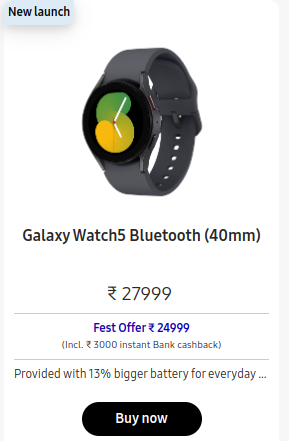 New launch
Galaxy Watch5 Bluetooth (40mm)
₹ 27999
Fest Offer ₹ 24999
(Incl. ₹ 3000 instant Bank cashback)
Provided with 13% bigger battery for everyday ...
Buy now